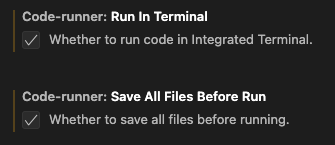 Code-runner: Run In Terminal
Whether to run code in Integrated Terminal.
Code-runner: Save All Files Before Run
Whether to save all files before running.